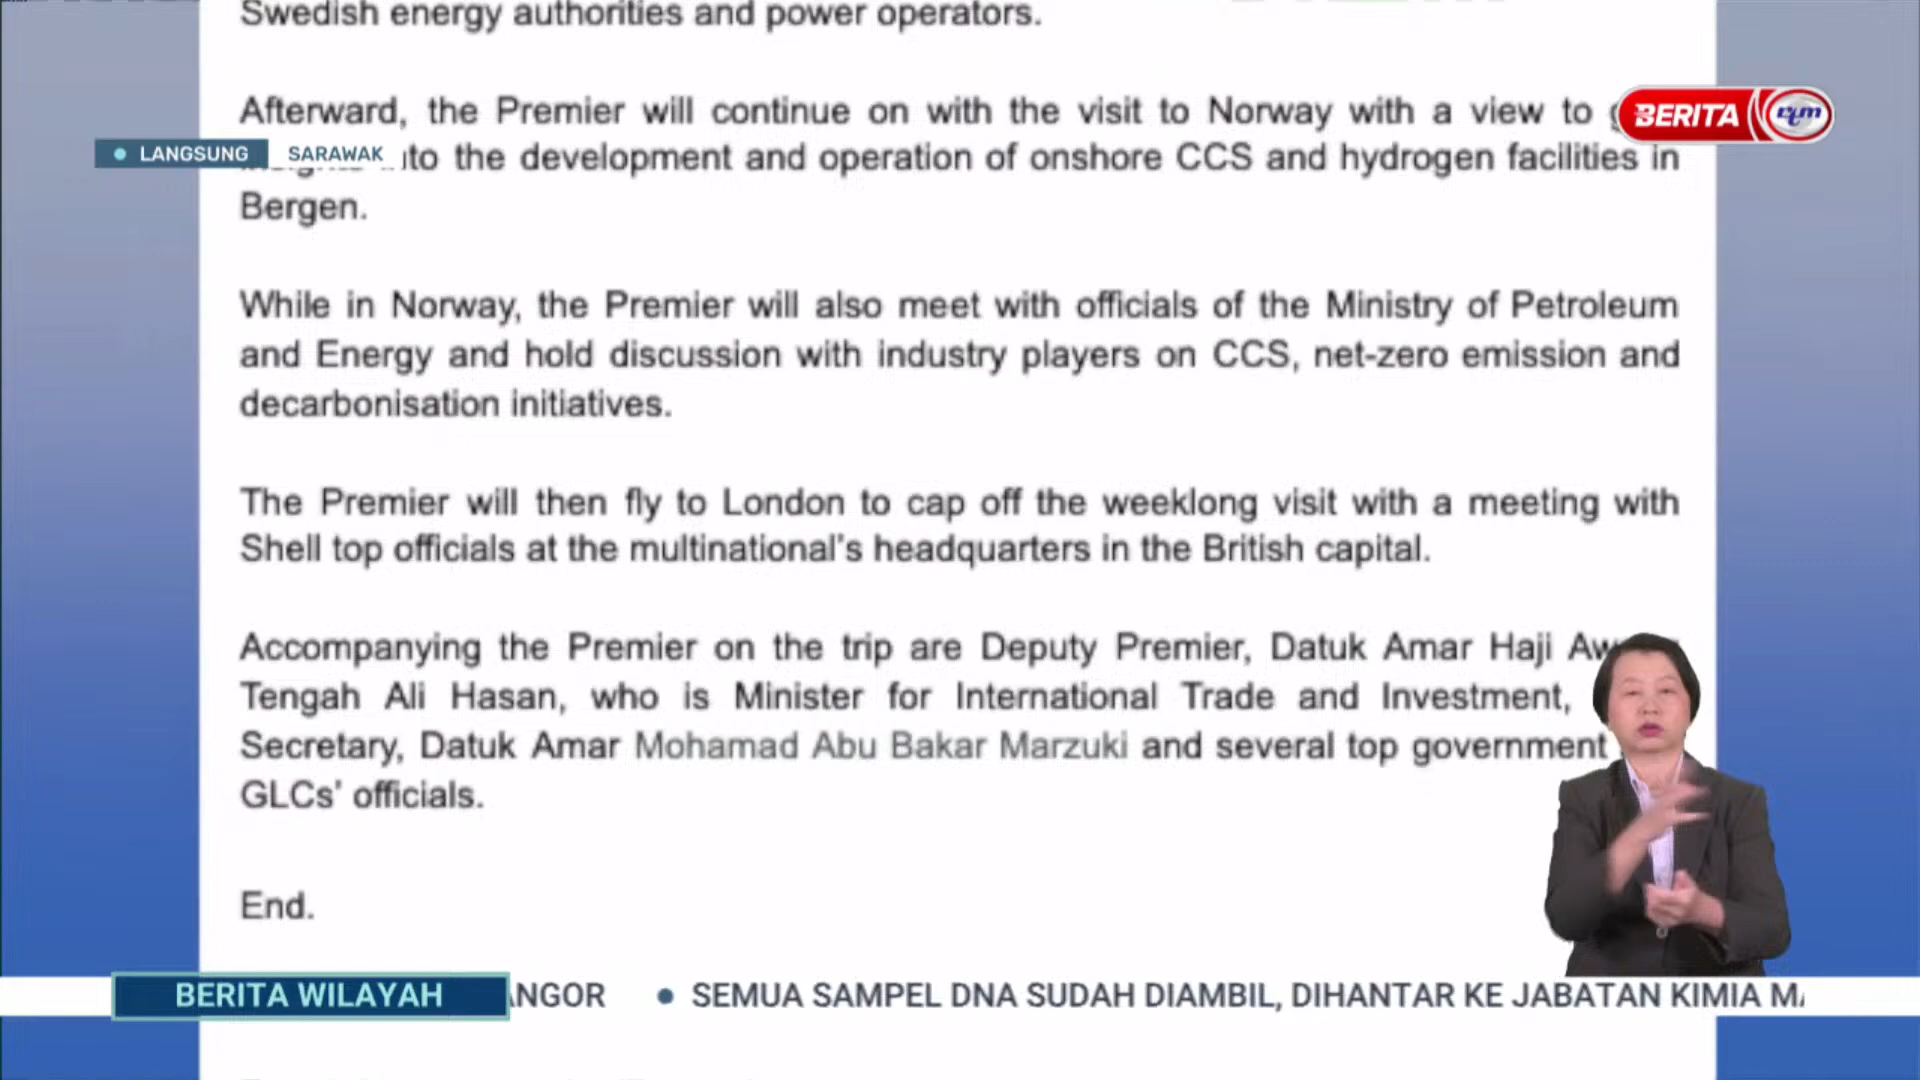 Swedish energy authorities and power operators.
Afterward, the Premier will continue on with the visit to Norway with a view to
BERITA rtm
LANGSUNG SARAWAK
to the development and operation of onshore CCS and hydrogen facilities in
Bergen.
While in Norway, the Premier will also meet with officials of the Ministry of Petroleum
and Energy and hold discussion with industry players on CCS, net-zero emission and
decarbonisation initiatives.
The Premier will then fly to London to cap off the weeklong visit with a meeting with
Shell top officials at the multinational's headquarters in the British capital.
Accompanying the Premier on the trip are Deputy Premier, Datuk Amar Haji
Tengah Ali Hasan, who is Minister for International Trade and Investment,
Secretary, Datuk Amar Mohamad Abu Bakar Marzuki and several top government
GLCs' officials.
End.
BERITA WILAYAH ANGOR • SEMUA SAMPEL DNA SUDAH DIAMBIL, DIHANTAR KE JABATAN KIMIA